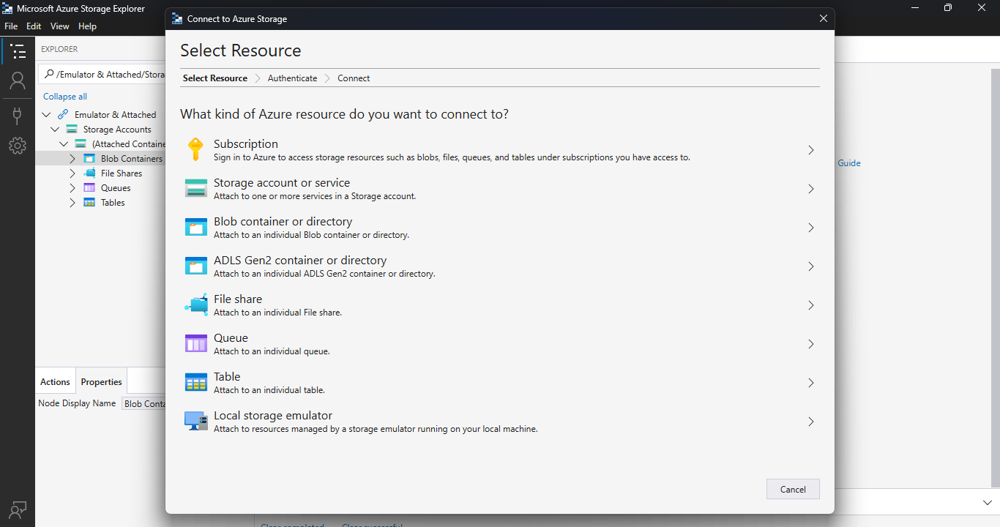 Microsoft Azure Storage Explorer
File Edit View Help
EXPLORER
/Emulator & Attached/Stora
Collapse all
Emulator & Attached
Storage Accounts
(Attached Containe
Blob Containers
File Shares
Queues
Tables
Actions Properties
Node Display Name Blob Conta
Connect to Azure Storage
Select Resource
Select Resource Authenticate Connect
What kind of Azure resource do you want to connect to?
Subscription
Sign in to Azure to access storage resources such as blobs, files, queues, and tables under subscriptions you have access to.
Storage account or service
Attach to one or more services in a Storage account.
Blob container or directory
Attach to an individual Blob container or directory.
ADLS Gen2 container or directory
Attach to an individual ADLS Gen2 container or directory.
File share
Attach to an individual File share.
Queue
Attach to an individual queue.
Table
Attach to an individual table.
Local storage emulator
Attach to resources managed by a storage emulator running on your local machine.
Cancel
Guide
Clear completed Clear successful